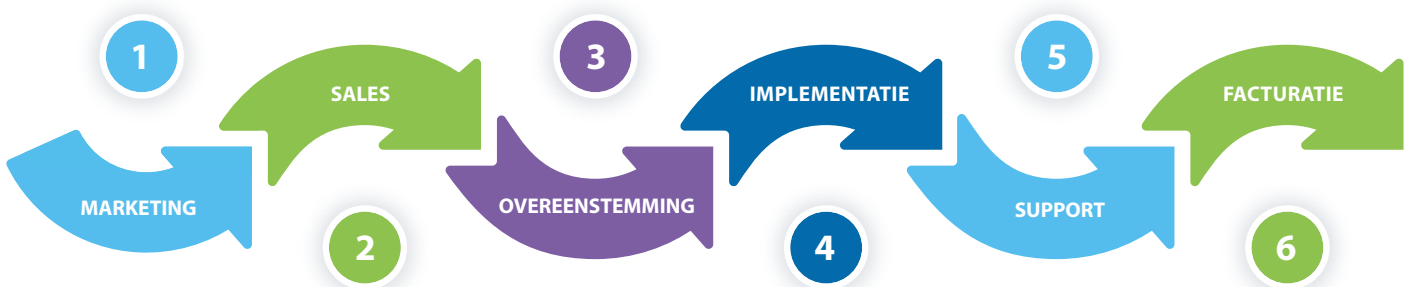 1
MARKETING
SALES
2
3
OVEREENSTEMMING
IMPLEMENTATIE
4
5
SUPPORT
FACTURATIE
6